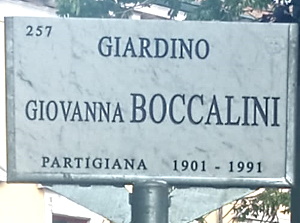 257
GIARDINO
GIOVANNA BOCCALINI
PARTIGIANA 1901 - 1991